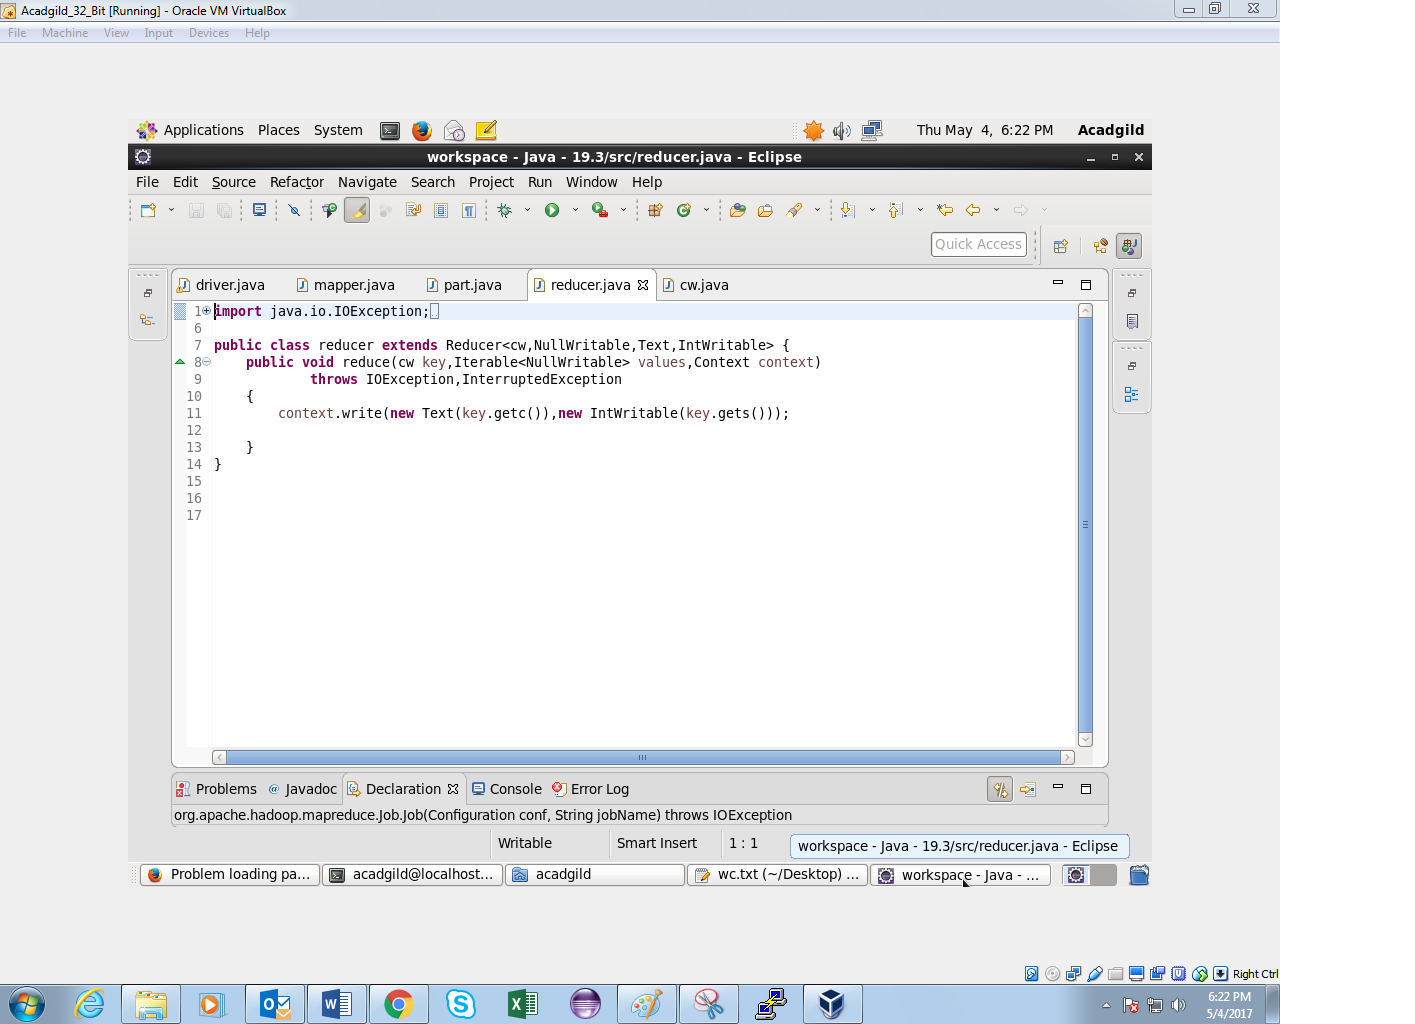 Acadgild_32_Bit [Running] - Oracle VM VirtualBox
File Machine View Input Devices Help
Applications Places System Thu May 4, 6:22 PM Acadgild
workspace - Java - 19.3/src/reducer.java - Eclipse
File Edit Source Refactor Navigate Search Project Run Window Help
Quick Access
driver.java mapper.java part.java reducer.java cw.java
1 import java.io.IOException;
6
7 public class reducer extends Reducer<cw,NullWritable,Text,IntWritable> {
8 public void reduce(cw key,Iterable<NullWritable> values,Context context)
9 throws IOException,InterruptedException
10 {
11 context.write(new Text(key.getc()),new IntWritable(key.gets()));
12
13 }
14 }
15
16
17
Problems @ Javadoc Declaration Console Error Log
org.apache.hadoop.mapreduce.Job.Job(Configuration conf, String jobName) throws IOException
Writable Smart Insert 1 : 1
workspace - Java - 19.3/src/reducer.java - Eclipse
Problem loading pa... acadgild@localhost... acadgild wc.txt (~/Desktop) ... workspace - Java - ...
Right Ctrl
6:22 PM
5/4/2017